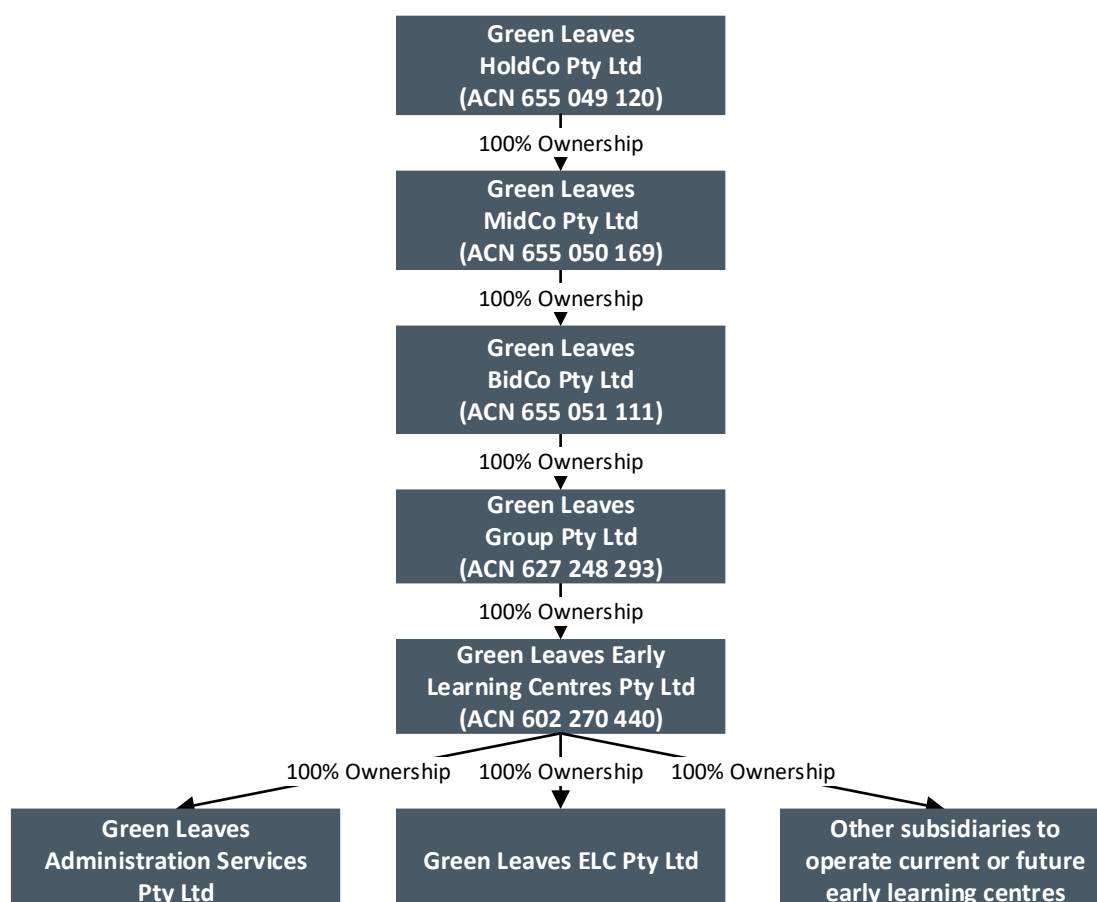 Green Leaves
HoldCo Pty Ltd
(ACN 655 049 120)
100% Ownership
Green Leaves
MidCo Pty Ltd
(ACN 655 050 169)
100% Ownership
Green Leaves
BidCo Pty Ltd
(ACN 655 051 111)
100% Ownership
Green Leaves
Group Pty Ltd
(ACN 627 248 293)
100% Ownership
Green Leaves Early
Learning Centres Pty Ltd
(ACN 602 270 440)
100% Ownership
100% Ownership
100% Ownership
Green Leaves
Administration Services
Pty Ltd
Green Leaves ELC Pty Ltd
Other subsidiaries to
operate current or future
early learning centres